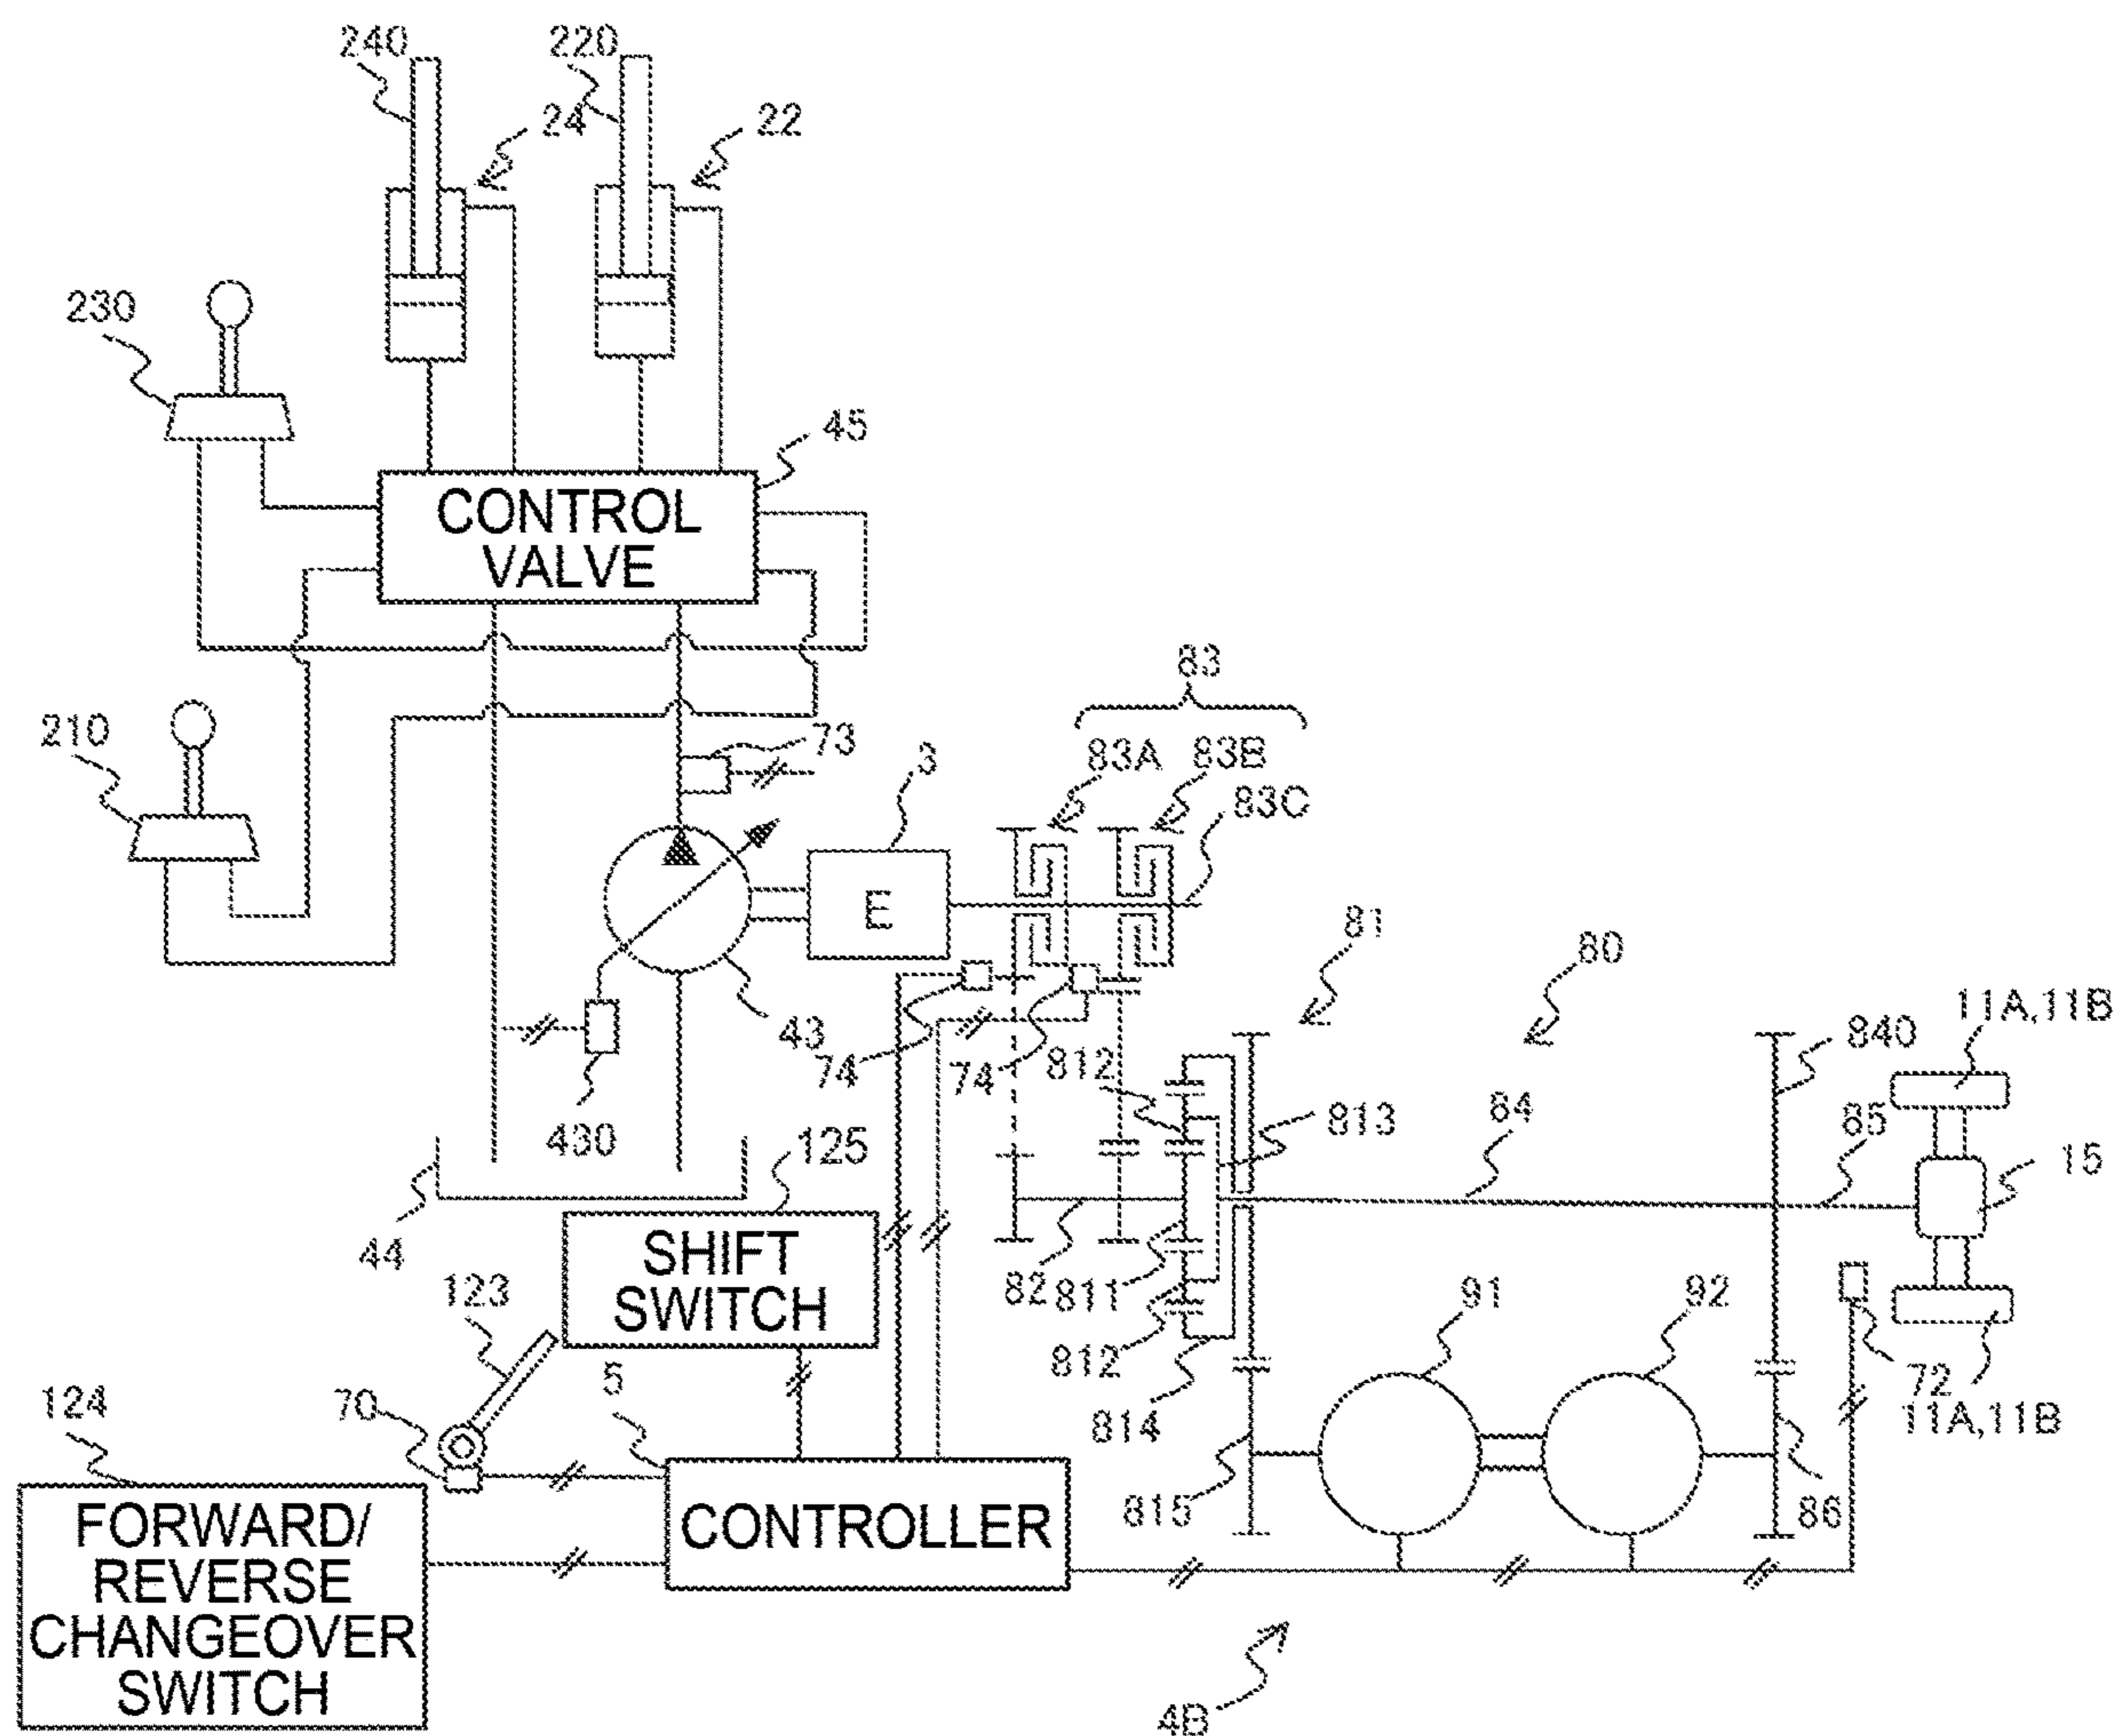 240
220
24
22
230
45
CONTROL
VALVE
83
210
73
3
83A
83B
83C
E
81
80
11A,11B
840
43
74
74
812
813
84
85
15
430
125
44
SHIFT
SWITCH
82
811
123
91
92
812
5
72
11A,11B
124
70
814
FORWARD/
REVERSE
CHANGEOVER
SWITCH
CONTROLLER
815
86
4B